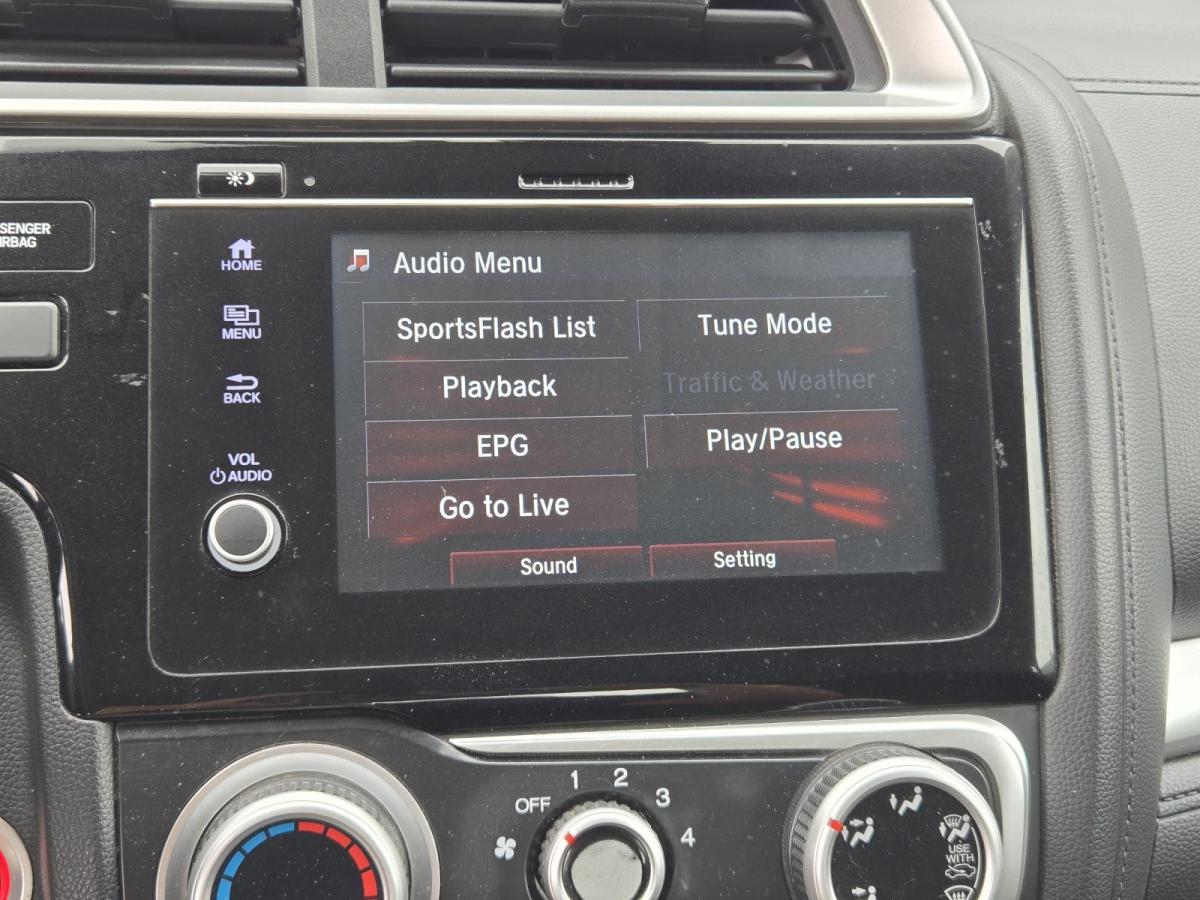 SENGER
RBAG
HOME
MENU
BACK
VOL
AUDIO
Audio Menu
SportsFlash List
Tune Mode
Playback
Traffic & Weather
EPG
Play/Pause
Go to Live
Sound
Setting
OFF
1
2
3
4
USE
WITH